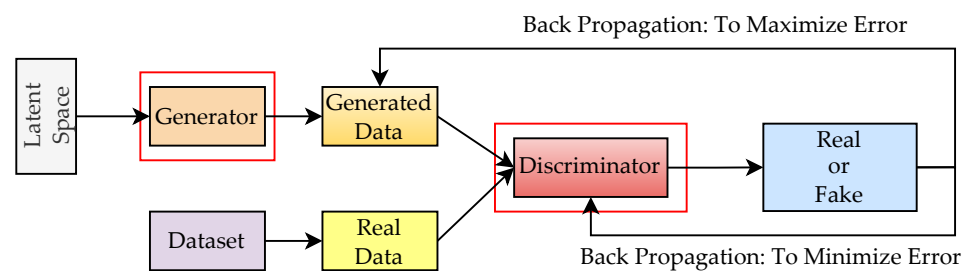 Back Propagation: To Maximize Error
Latent
Space
Generator
Generated
Data
Discriminator
Real
or
Fake
Dataset
Real
Data
Back Propagation: To Minimize Error